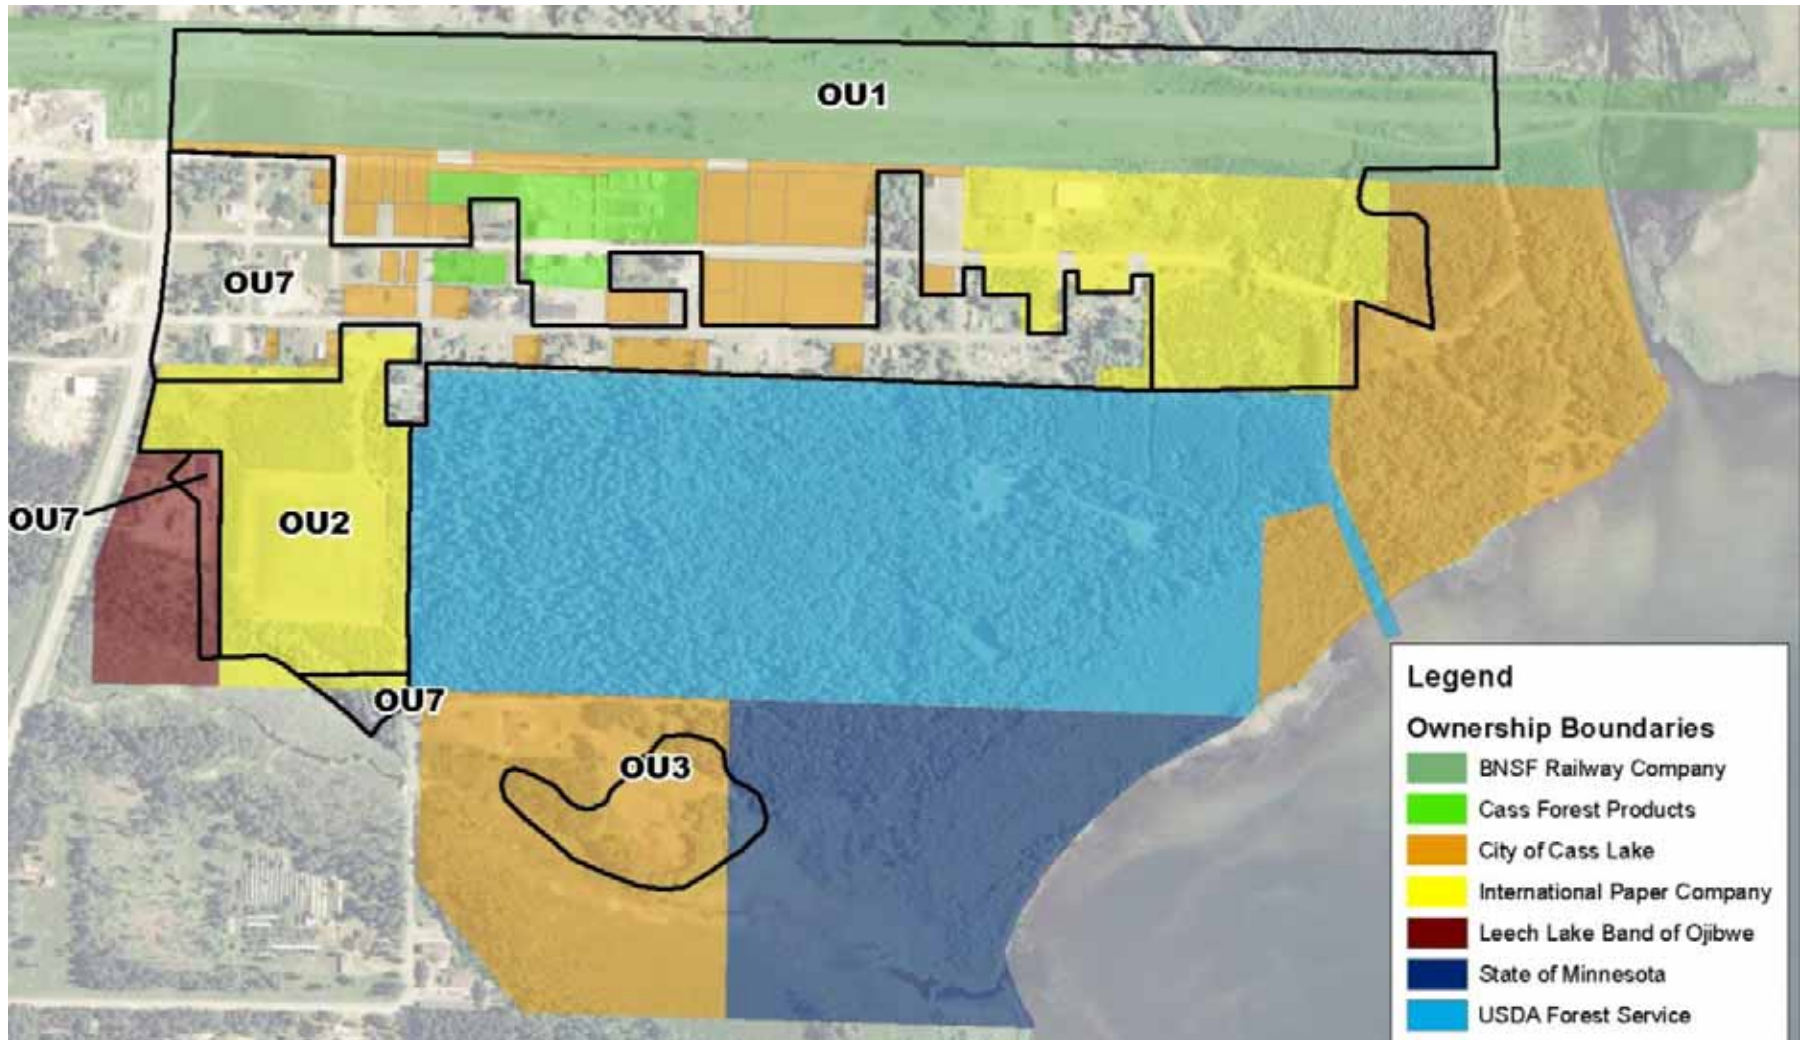 OU1
OU7
OU7
OU2
OU7
OU3
Legend
Ownership Boundaries
BNSF Railway Company
Cass Forest Products
City of Cass Lake
International Paper Company
Leech Lake Band of Ojibwe
State of Minnesota
USDA Forest Service